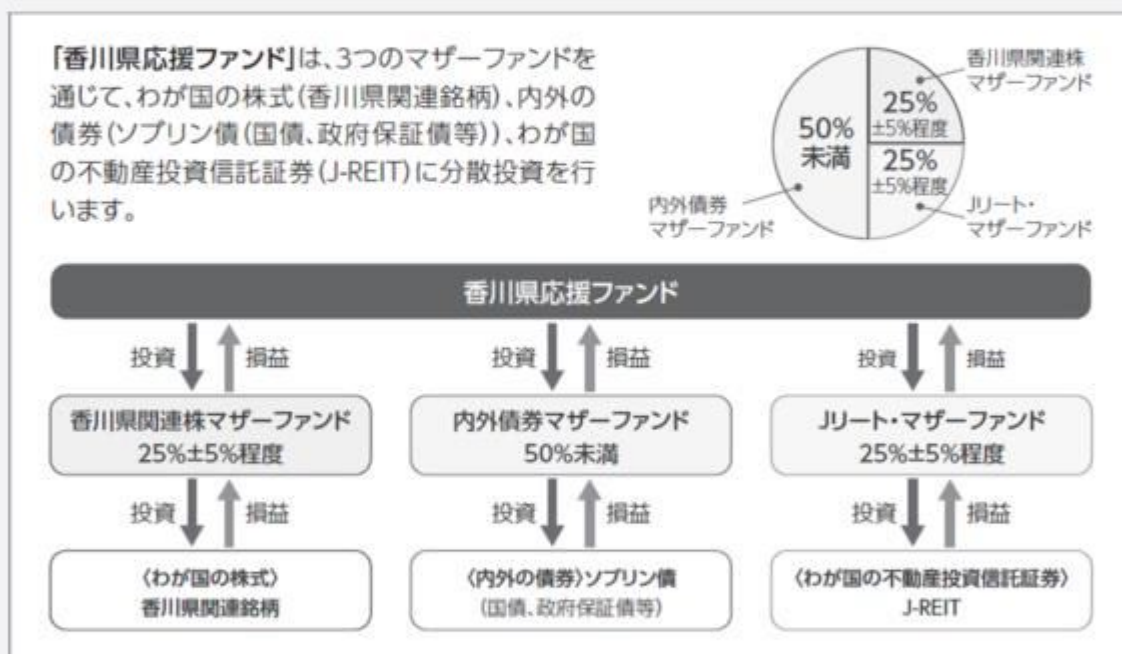 「香川県応援ファンド」は、3つのマザーファンドを
通じて、わが国の株式(香川県関連銘柄)、内外の
債券(ソブリン債(国債、政府保証債等))、わが国
の不動産投資信託証券(J-REIT)に分散投資を行
います。
香川県関連株
マザーファンド
25%
±5%程度
50%
未満
25%
±5%程度
内外債券
マザーファンド
Jリート・
マザーファンド
香川県応援ファンド
投資 損益 投資 損益 投資 損益
香川県関連株マザーファンド
25%±5%程度
内外債券マザーファンド
50%未満
Jリート・マザーファンド
25%±5%程度
投資 損益 投資 損益 投資 損益
〈わが国の株式〉
香川県関連銘柄
〈内外の債券〉ソブリン債
(国債、政府保証債等)
〈わが国の不動産投資信託証券〉
J-REIT